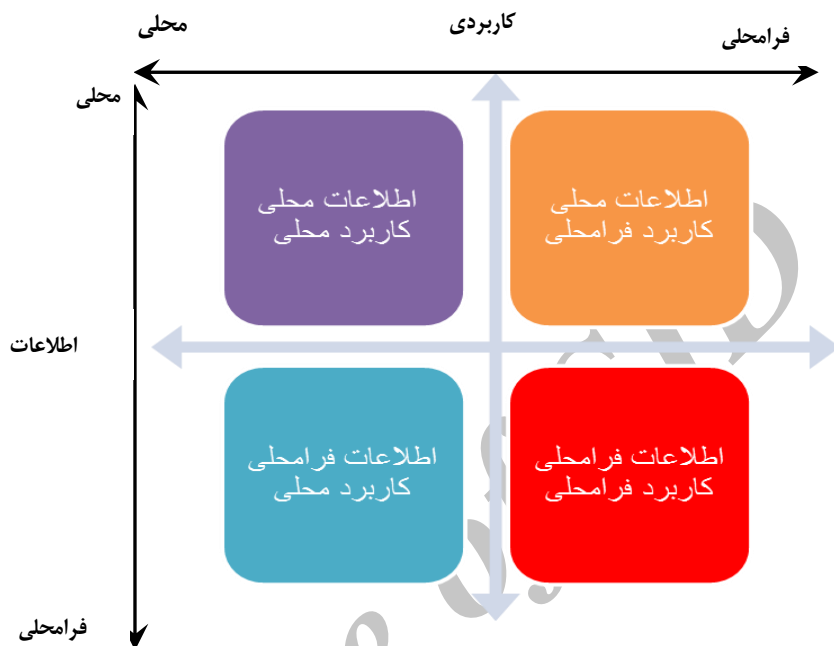 کاربردی
محلی
فرامحلی
محلی
اطلاعات محلی
کاربرد محلی
اطلاعات محلی
کاربرد فرامحلی
اطلاعات
اطلاعات فرامحلی
کاربرد محلی
اطلاعات فرامحلی
کاربرد فرامحلی
فرامحلی